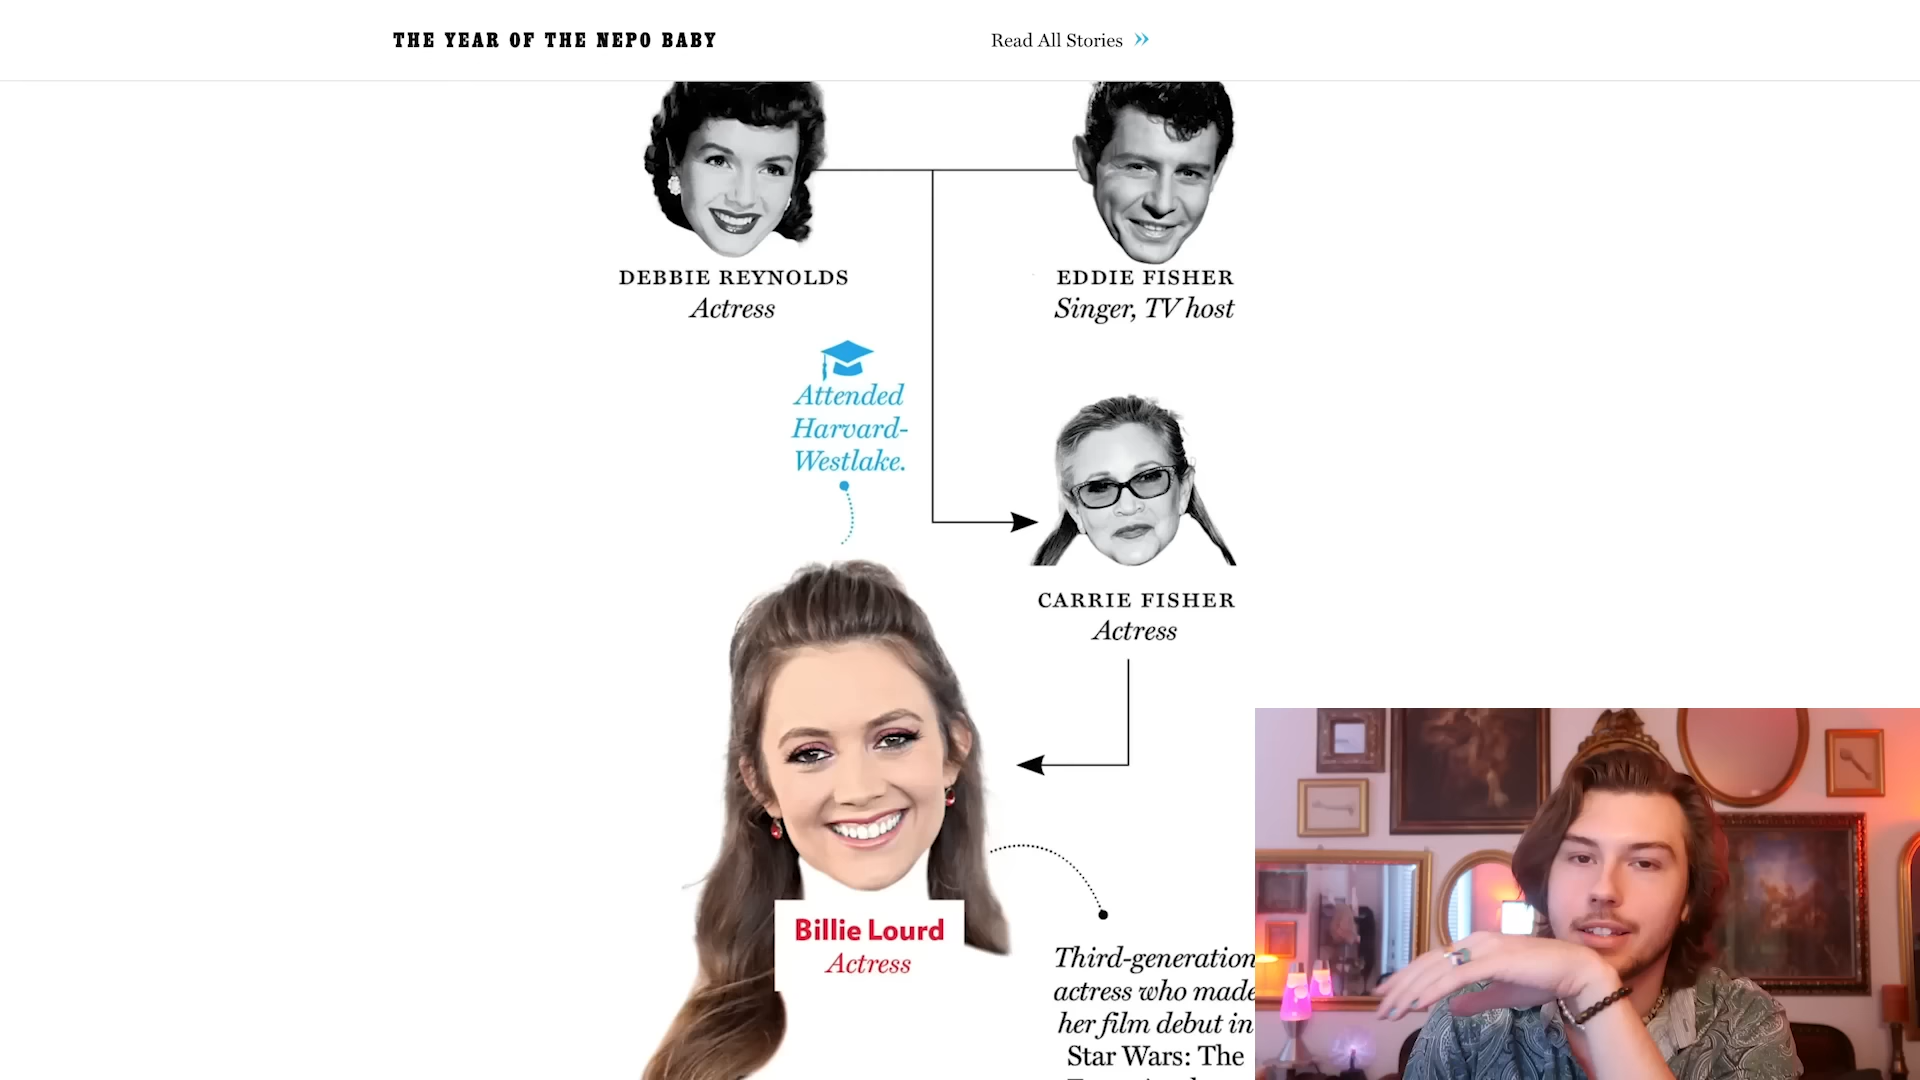 THE YEAR OF THE NEPO BABY
Read All Stories »
DEBBIE REYNOLDS
Actress
EDDIE FISHER
Singer, TV host
Attended
Harvard-
Westlake.
CARRIE FISHER
Actress
Billie Lourd
Actress
Third-generation
actress who made
her film debut in
Star Wars: The